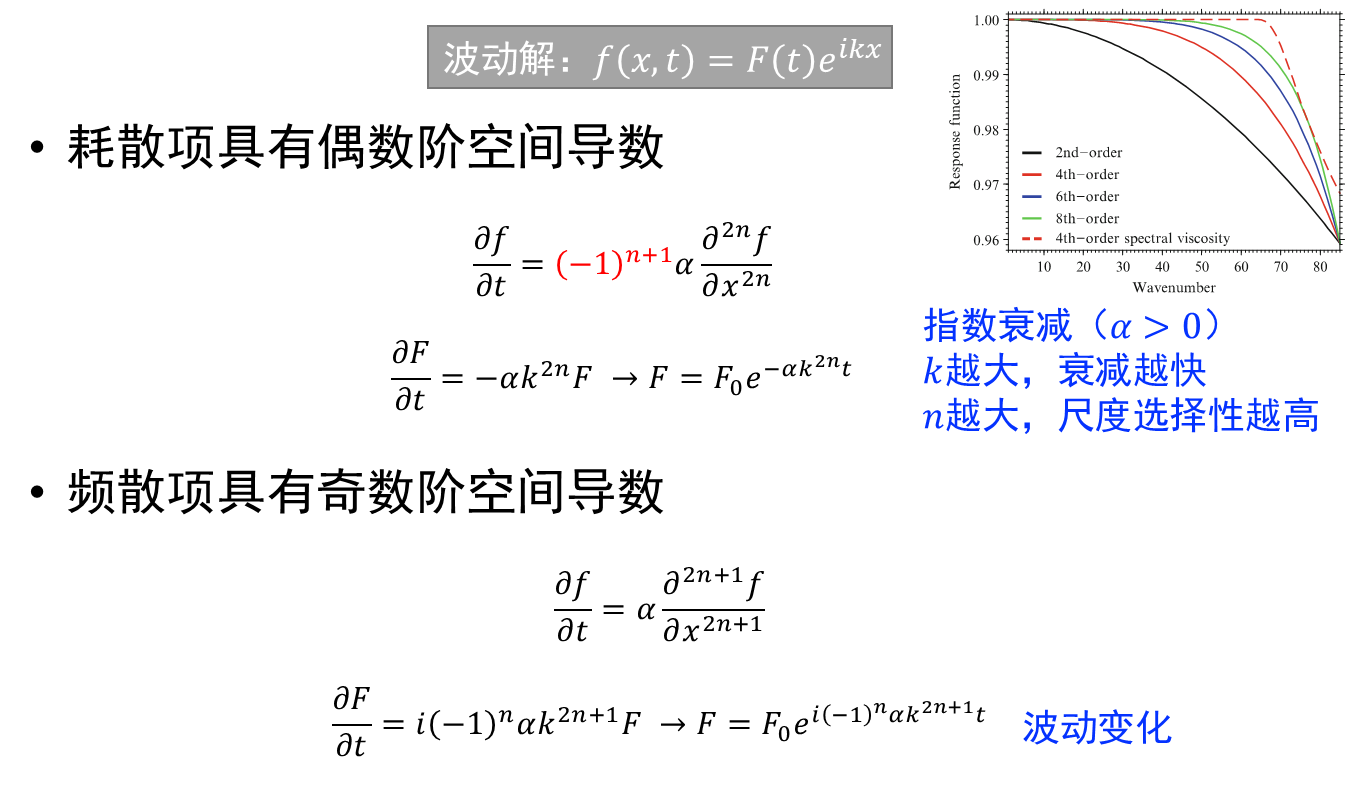 波动解：f(x, t) = F(t)e^{ikx}
• 耗散项具有偶数阶空间导数
∂f/∂t = (−1)^{n+1} α ∂^{2n}f/∂x^{2n}
∂F/∂t = −αk^{2n}F → F = F₀e^{−αk^{2n}t}
1.00
0.99
0.98
0.97
0.96
Response function
2nd−order
4th−order
6th−order
8th−order
4th−order spectral viscosity
10 20 30 40 50 60 70 80
Wavenumber
指数衰减（α > 0）
k越大，衰减越快
n越大，尺度选择性越高
• 频散项具有奇数阶空间导数
∂f/∂t = α ∂^{2n+1}f/∂x^{2n+1}
∂F/∂t = i(−1)^n αk^{2n+1}F → F = F₀e^{i(−1)^n αk^{2n+1}t}
波动变化